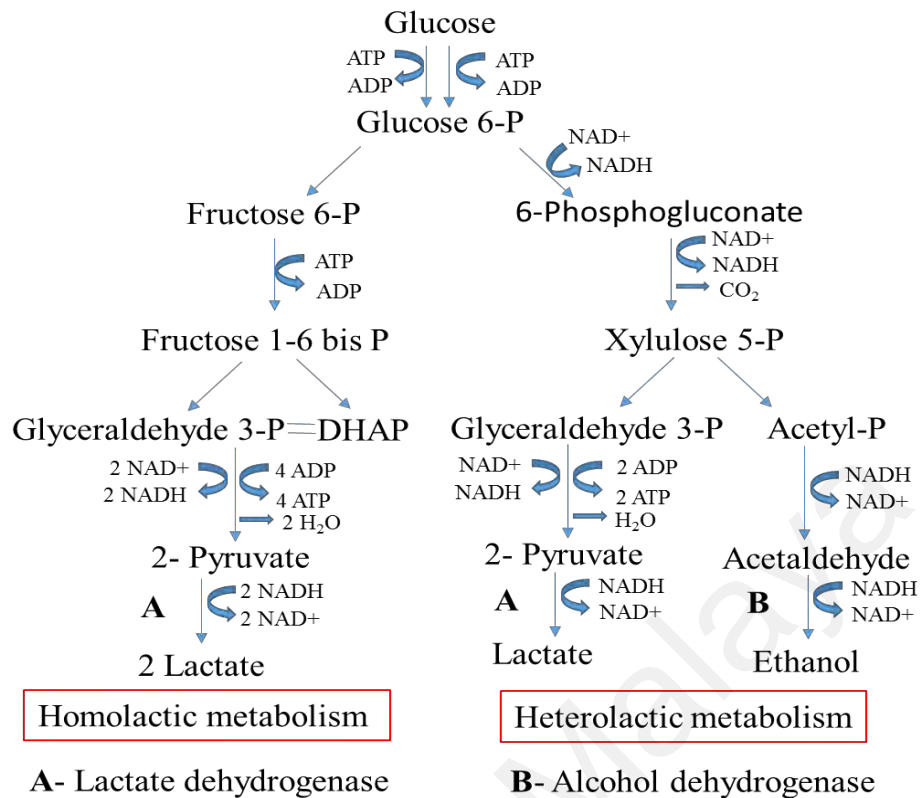 Glucose
ATP
ADP
ATP
ADP
Glucose 6-P
NAD+
NADH
Fructose 6-P
6-Phosphogluconate
ATP
ADP
NAD+
NADH
CO₂
Fructose 1-6 bis P
Xylulose 5-P
Glyceraldehyde 3-P DHAP
Glyceraldehyde 3-P
Acetyl-P
2 NAD+
2 NADH
4 ADP
4 ATP
2 H₂O
NAD+
NADH
2 ADP
2 ATP
H₂O
NADH
NAD+
2- Pyruvate
2- Pyruvate
Acetaldehyde
A
2 NADH
2 NAD+
A
NADH
NAD+
B
NADH
NAD+
2 Lactate
Lactate
Ethanol
Homolactic metabolism
Heterolactic metabolism
A- Lactate dehydrogenase
B- Alcohol dehydrogenase
Malaya